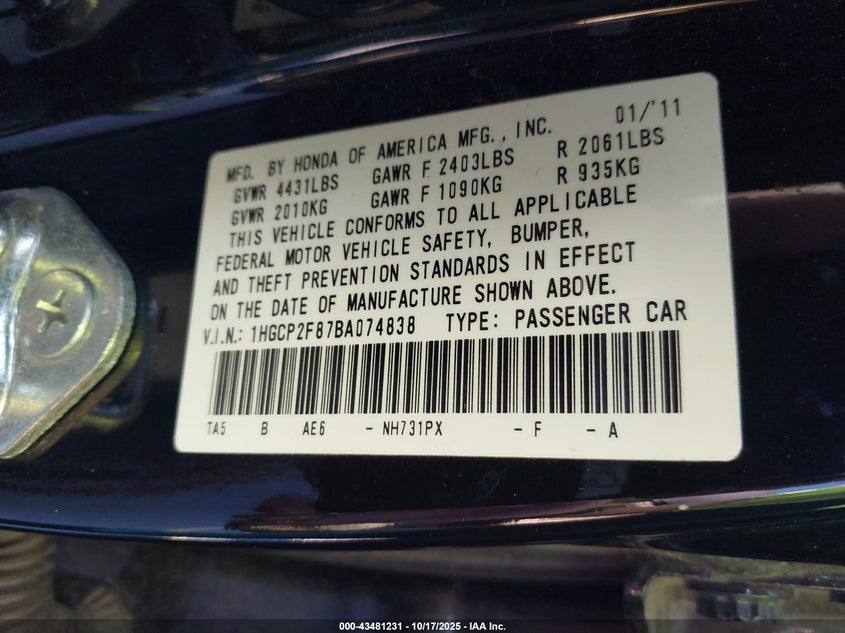 MFD. BY HONDA OF AMERICA MFG., INC. 01/'11
GVWR 4431LBS GAWR F 2403LBS R 2061LBS
GVWR 2010KG GAWR F 1090KG R 935KG
THIS VEHICLE CONFORMS TO ALL APPLICABLE
FEDERAL MOTOR VEHICLE SAFETY, BUMPER,
AND THEFT PREVENTION STANDARDS IN EFFECT
ON THE DATE OF MANUFACTURE SHOWN ABOVE.
V.I.N.: 1HGCP2F87BA074838 TYPE: PASSENGER CAR
TA5 B AE6 - NH731PX - F - A
000-43481231 - 10/17/2025 - IAA Inc.